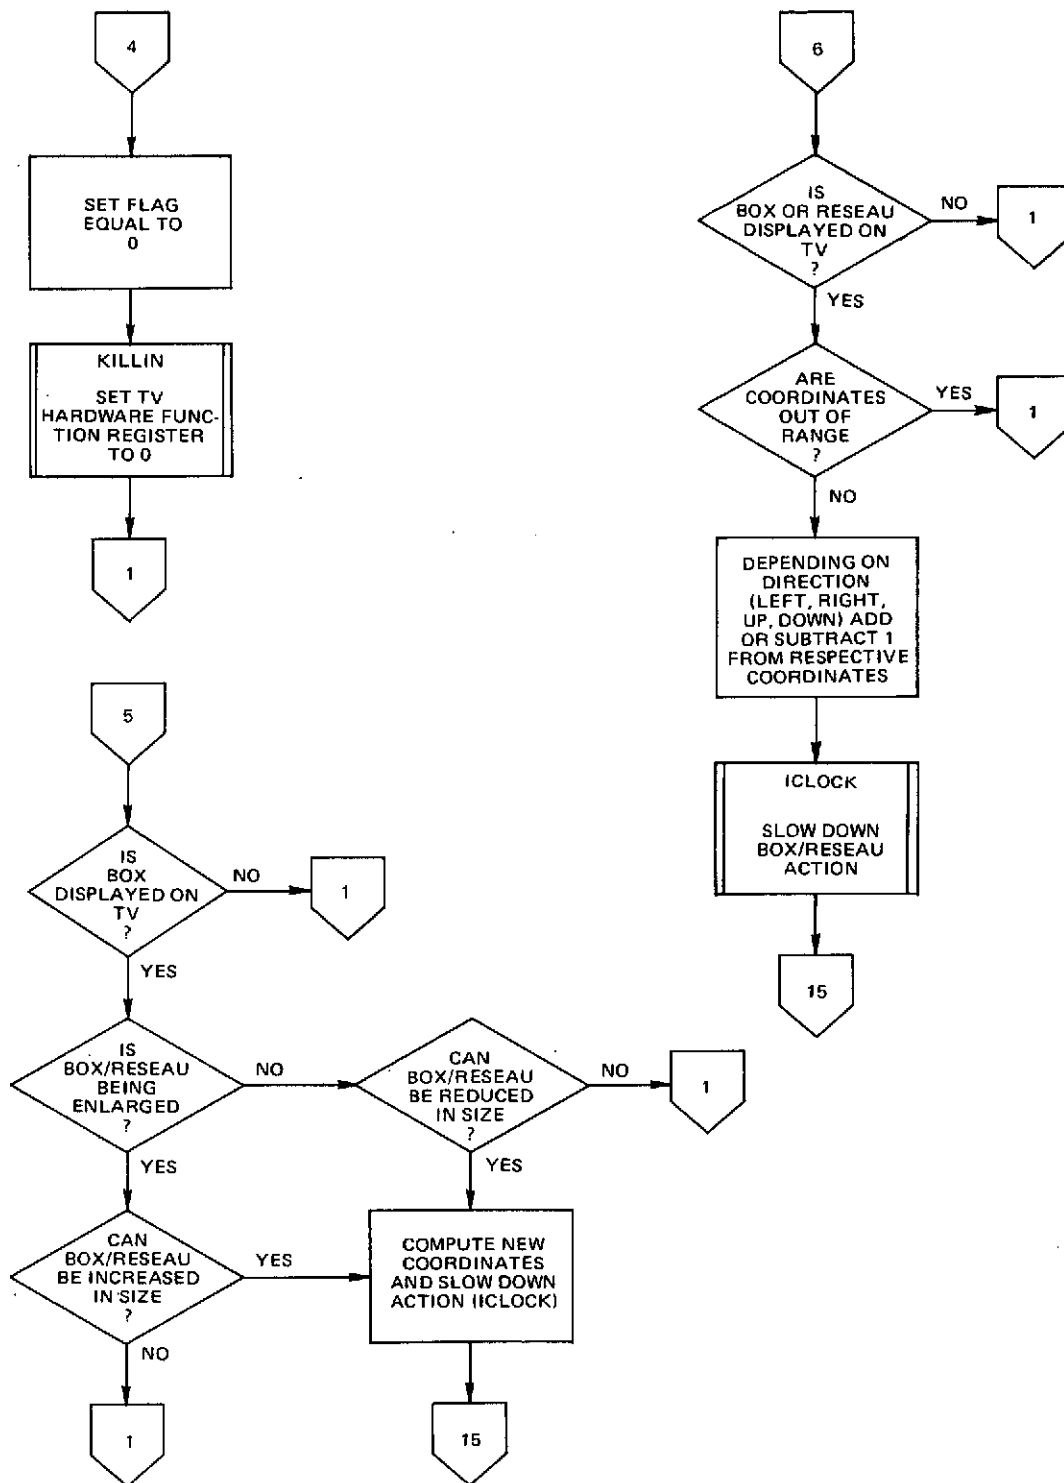 4
SET FLAG
EQUAL TO
0
KILLIN
SET TV
HARDWARE FUNC-
TION REGISTER
TO 0
1
5
IS
BOX
DISPLAYED ON
TV
?
NO
1
YES
IS
BOX/RESEAU
BEING
ENLARGED
?
NO
CAN
BOX/RESEAU
BE REDUCED
IN SIZE
?
NO
1
YES
YES
CAN
BOX/RESEAU
BE INCREASED
IN SIZE
?
YES
COMPUTE NEW
COORDINATES
AND SLOW DOWN
ACTION (ICLOCK)
NO
1
15
6
IS
BOX OR RESEAU
DISPLAYED ON
TV
?
NO
1
YES
ARE
COORDINATES
OUT OF
RANGE
?
YES
1
NO
DEPENDING ON
DIRECTION
(LEFT, RIGHT,
UP, DOWN) ADD
OR SUBTRACT 1
FROM RESPECTIVE
COORDINATES
ICLOCK
SLOW DOWN
BOX/RESEAU
ACTION
15